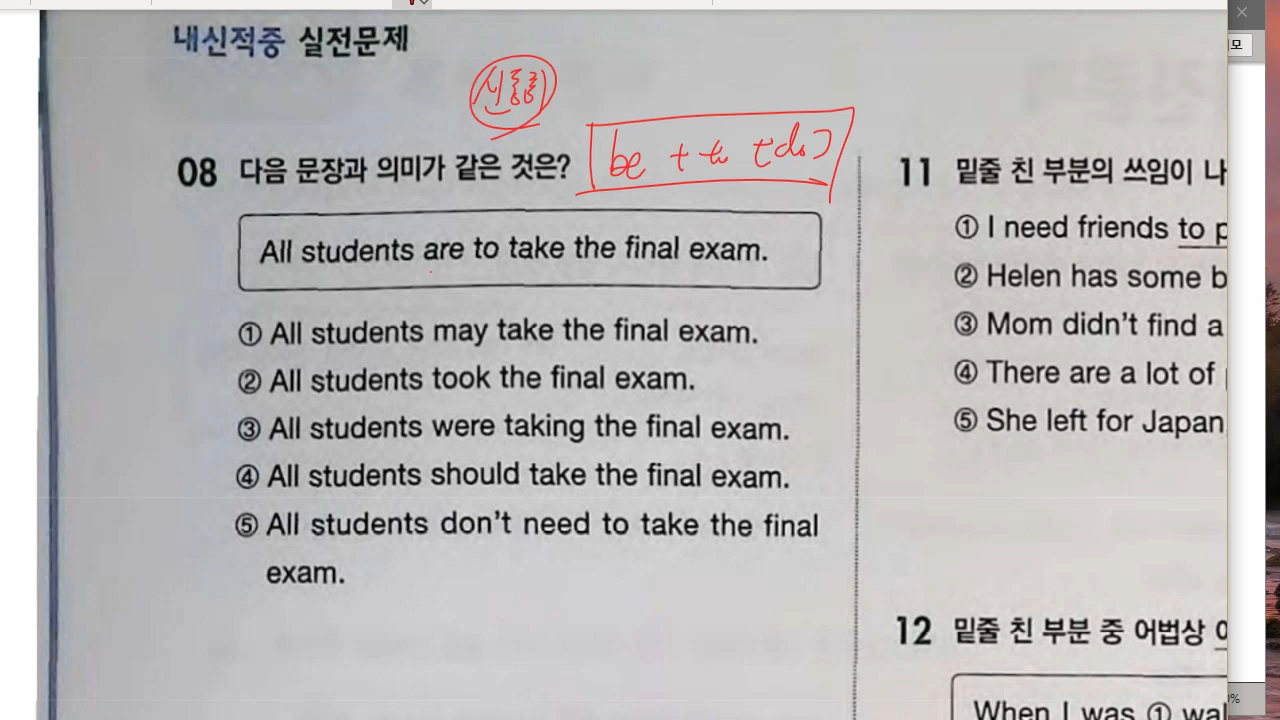 내신적중 실전문제
08 다음 문장과 의미가 같은 것은?
be + to
All students are to take the final exam.
① All students may take the final exam.
② All students took the final exam.
③ All students were taking the final exam.
④ All students should take the final exam.
⑤ All students don't need to take the final
exam.
11 밑줄 친 부분의 쓰임이 나
① I need friends to p
② Helen has some b
③ Mom didn't find a
④ There are a lot of
⑤ She left for Japan
12 밑줄 친 부분 중 어법상
When I was ① wal
모